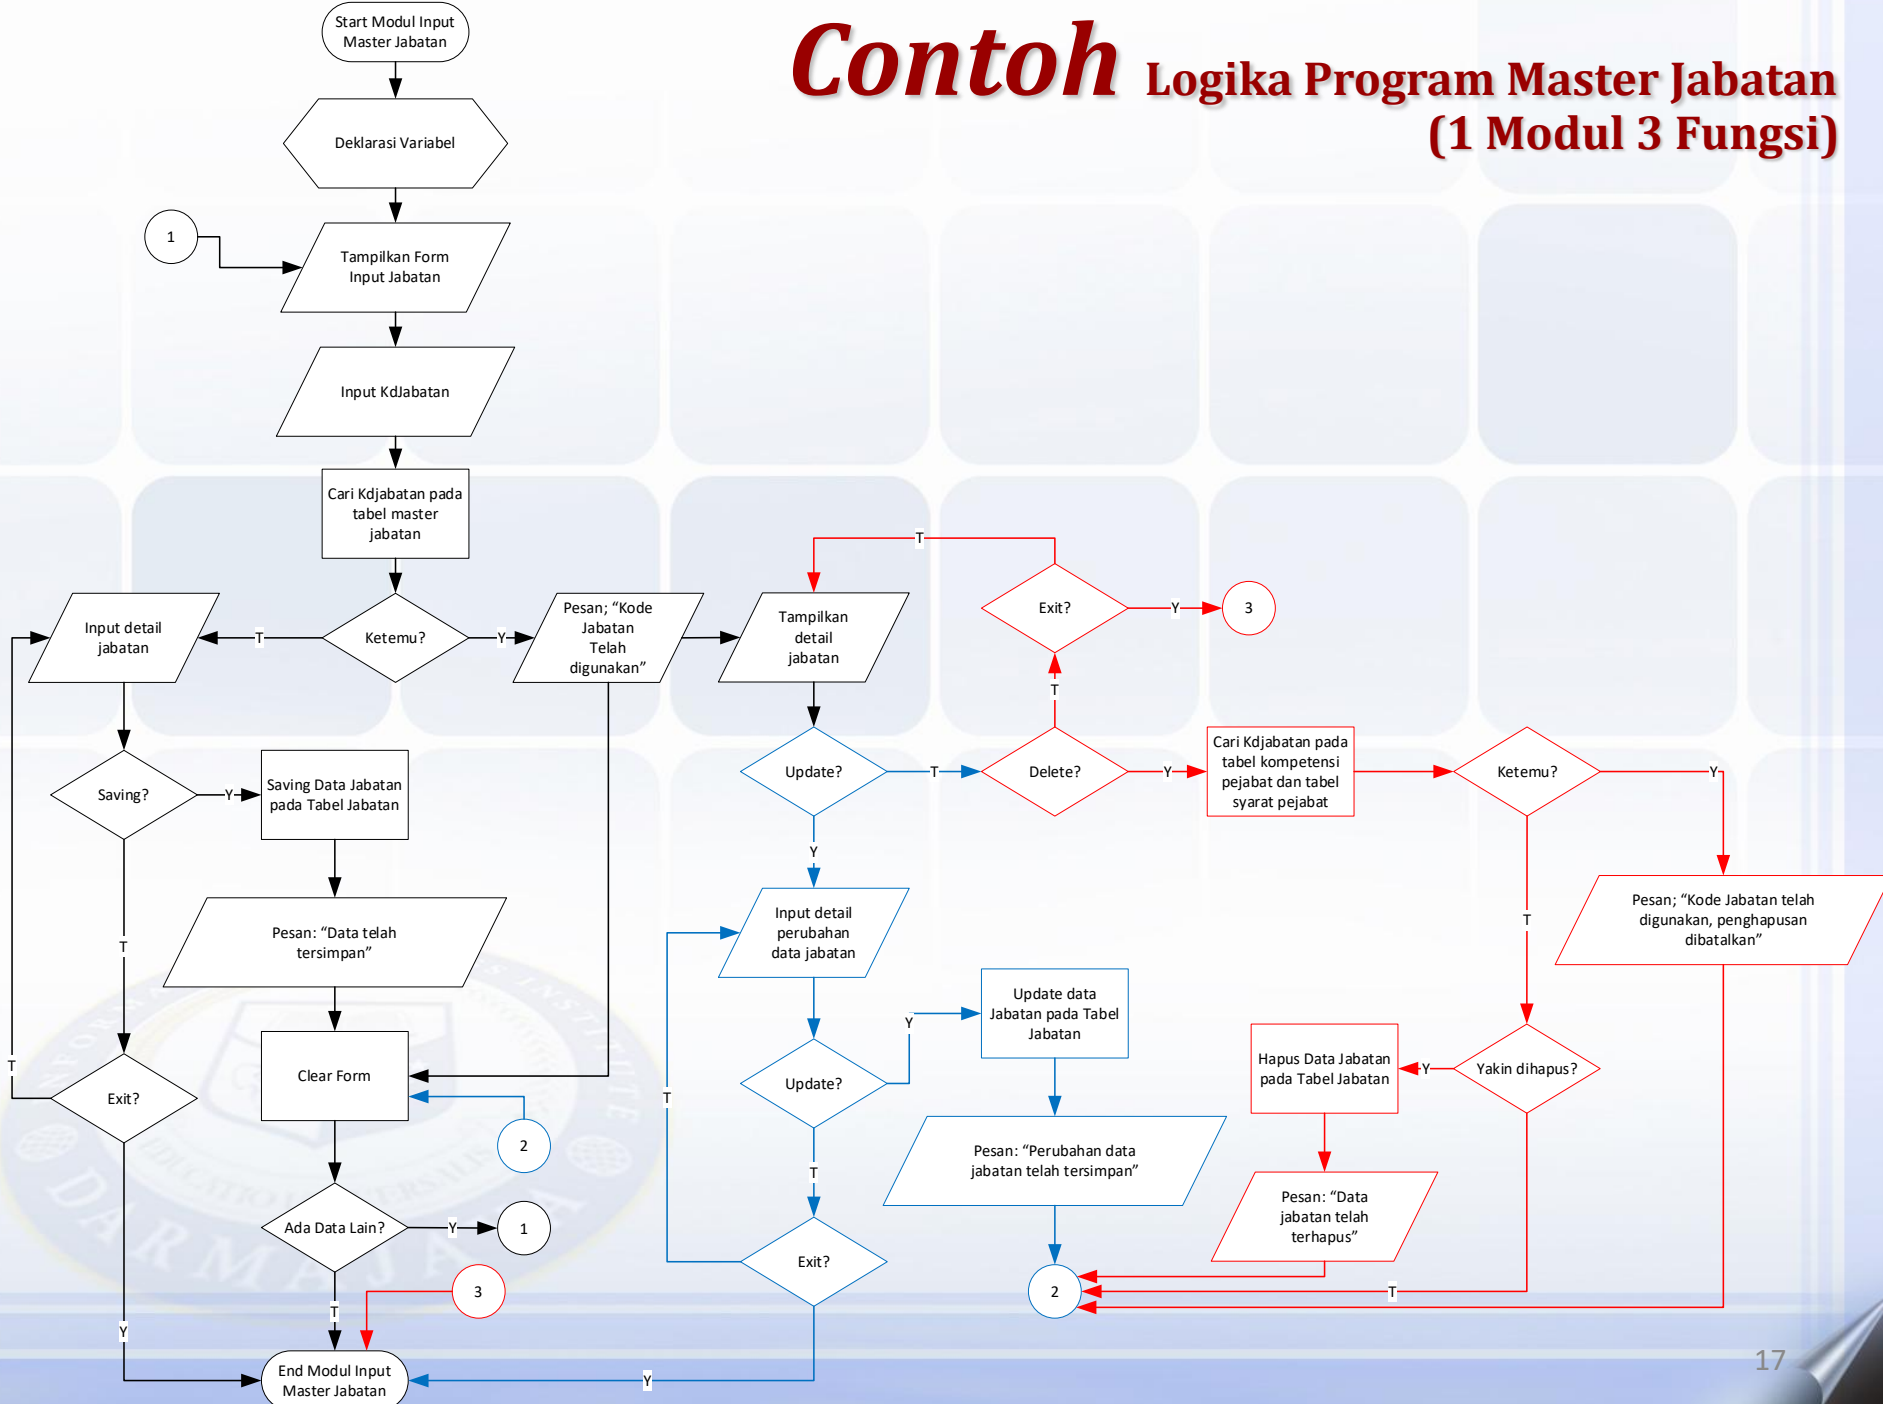 Contoh Logika Program Master Jabatan
(1 Modul 3 Fungsi)
Start Modul Input
Master Jabatan
Deklarasi Variabel
1
Tampilkan Form
Input Jabatan
Input KdJabatan
Cari Kdjabatan pada
tabel master
jabatan
Ketemu?
T
Y
Input detail
jabatan
Saving?
Y
T
Saving Data Jabatan
pada Tabel Jabatan
Pesan: “Data telah
tersimpan”
Clear Form
Exit?
T
Y
2
Ada Data Lain?
Y
1
T
3
End Modul Input
Master Jabatan
Pesan; “Kode
Jabatan
Telah
digunakan”
Tampilkan
detail
jabatan
Update?
T
Y
Input detail
perubahan
data jabatan
Update?
Y
T
Update data
Jabatan pada Tabel
Jabatan
Pesan: “Perubahan data
jabatan telah tersimpan”
2
Exit?
T
Y
Delete?
T
Y
Exit?
T
Y
3
Cari Kdjabatan pada
tabel kompetensi
pejabat dan tabel
syarat pejabat
Ketemu?
Y
T
Pesan; “Kode Jabatan telah
digunakan, penghapusan
dibatalkan”
Yakin dihapus?
Y
T
Hapus Data Jabatan
pada Tabel Jabatan
Pesan: “Data
jabatan telah
terhapus”
DARMAJAYA
17